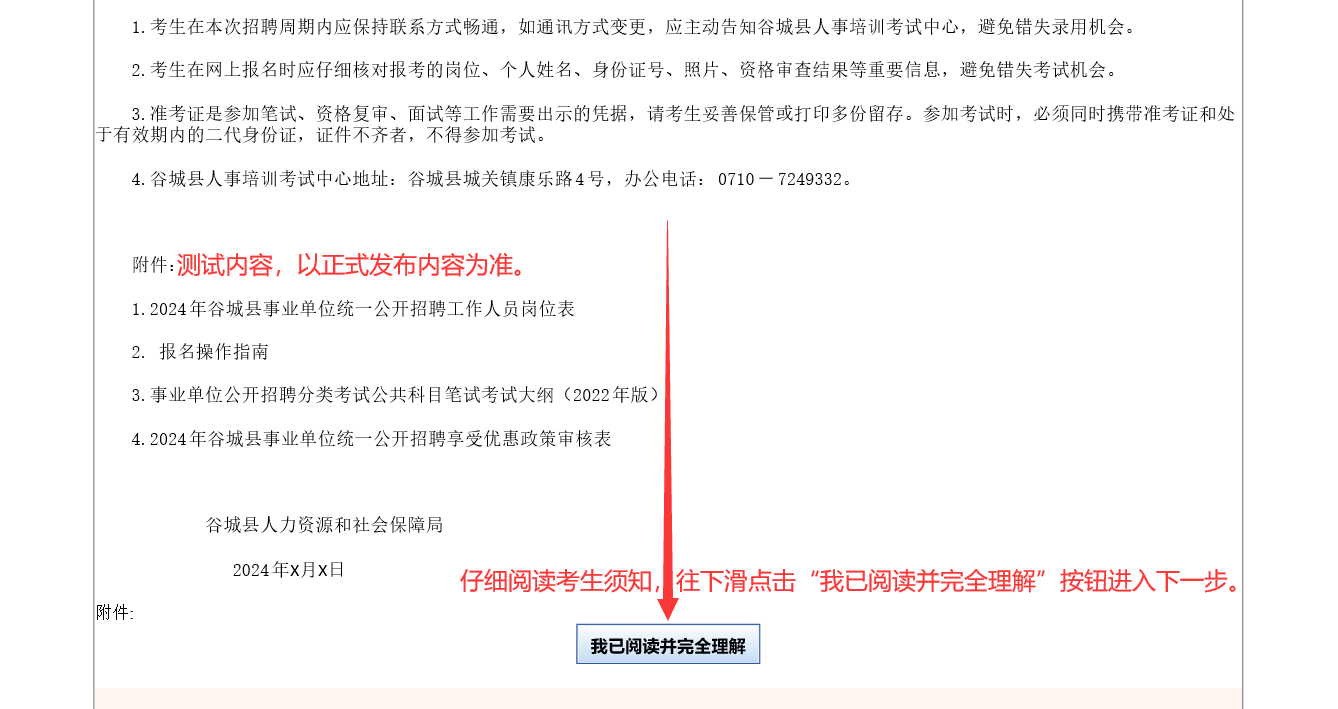 1.考生在本次招聘周期内应保持联系方式畅通，如通讯方式变更，应主动告知谷城县人事培训考试中心，避免错失录用机会。
2.考生在网上报名时应仔细核对报考的岗位、个人姓名、身份证号、照片、资格审查结果等重要信息，避免错失考试机会。
3.准考证是参加笔试、资格复审、面试等工作需要出示的凭据，请考生妥善保管或打印多份留存。参加考试时，必须同时携带准考证和处
于有效期内的二代身份证，证件不齐者，不得参加考试。
4.谷城县人事培训考试中心地址：谷城县城关镇康乐路4号，办公电话：0710－7249332。
附件:测试内容，以正式发布内容为准。
1.2024年谷城县事业单位统一公开招聘工作人员岗位表
2. 报名操作指南
3.事业单位公开招聘分类考试公共科目笔试考试大纲（2022年版）
4.2024年谷城县事业单位统一公开招聘享受优惠政策审核表
谷城县人力资源和社会保障局
2024年X月X日
仔细阅读考生须知，往下滑点击“我已阅读并完全理解”按钮进入下一步。
附件:
我已阅读并完全理解